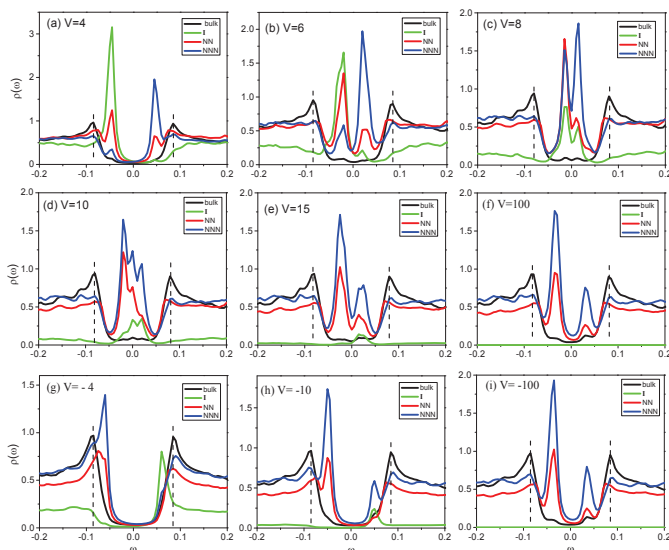 (a) V=4
bulk
I
NN
NNN
3
2
1
0
ρ(ω)
-0.2 -0.1 0.0 0.1 0.2
(b) V=6
bulk
I
NN
NNN
2.0
1.5
1.0
0.5
0.0
-0.2 -0.1 0.0 0.1 0.2
(c) V=8
bulk
I
NN
NNN
2.0
1.5
1.0
0.5
0.0
-0.2 -0.1 0.0 0.1 0.2
(d) V=10
bulk
I
NN
NNN
2.0
1.5
1.0
0.5
0.0
ρ(ω)
-0.2 -0.1 0.0 0.1 0.2
(e) V=15
bulk
I
NN
NNN
2.0
1.5
1.0
0.5
0.0
-0.2 -0.1 0.0 0.1 0.2
(f) V=100
bulk
I
NN
NNN
2.0
1.5
1.0
0.5
0.0
-0.2 -0.1 0.0 0.1 0.2
(g) V= - 4
bulk
I
NN
NNN
1.5
1.0
0.5
0.0
ρ(ω)
-0.2 -0.1 0.0 0.1 0.2
(h) V= -10
bulk
I
NN
NNN
2.0
1.5
1.0
0.5
0.0
-0.2 -0.1 0.0 0.1 0.2
(i) V= -100
bulk
I
NN
NNN
2.0
1.5
1.0
0.5
0.0
-0.2 -0.1 0.0 0.1 0.2